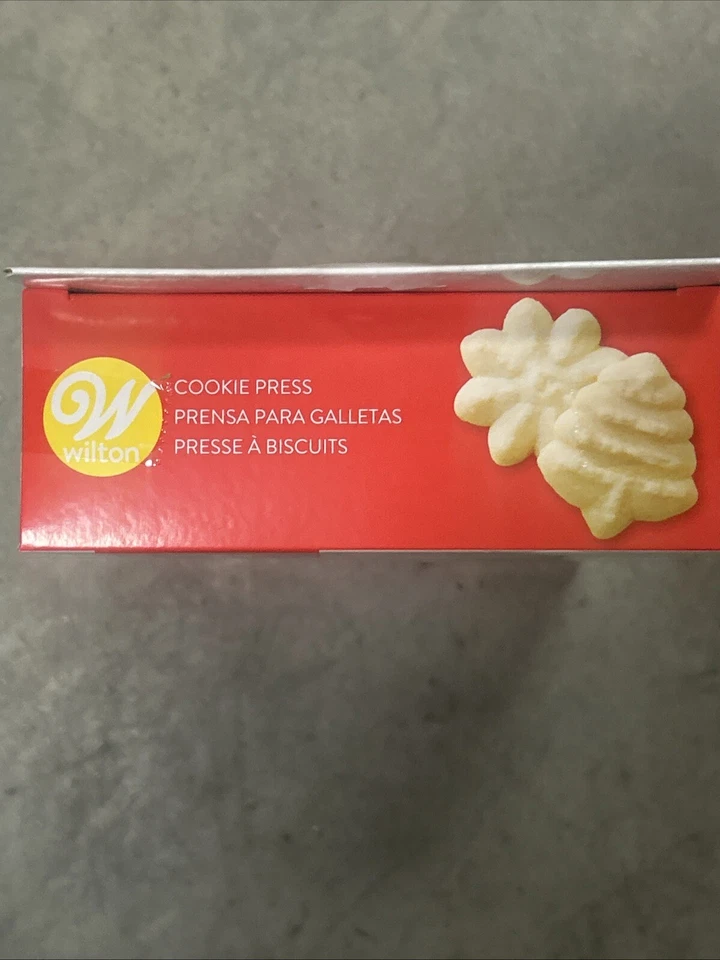 W
wilton
COOKIE PRESS
PRENSA PARA GALLETAS
PRESSE À BISCUITS